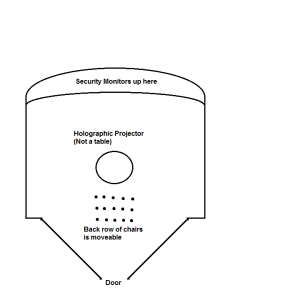 Security Monitors up here
Holographic Projector
(Not a table)
Back row of chairs
is moveable
Door